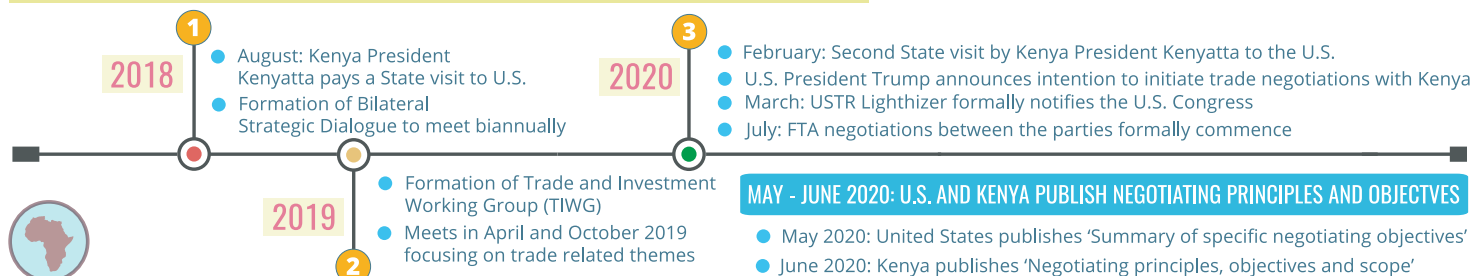 1
2018
August: Kenya President
Kenyatta pays a State visit to U.S.
Formation of Bilateral
Strategic Dialogue to meet biannually
2019
2
Formation of Trade and Investment
Working Group (TIWG)
Meets in April and October 2019
focusing on trade related themes
3
2020
February: Second State visit by Kenya President Kenyatta to the U.S.
U.S. President Trump announces intention to initiate trade negotiations with Kenya
March: USTR Lighthizer formally notifies the U.S. Congress
July: FTA negotiations between the parties formally commence
MAY - JUNE 2020: U.S. AND KENYA PUBLISH NEGOTIATING PRINCIPLES AND OBJECTVES
May 2020: United States publishes ‘Summary of specific negotiating objectives’
June 2020: Kenya publishes ‘Negotiating principles, objectives and scope’